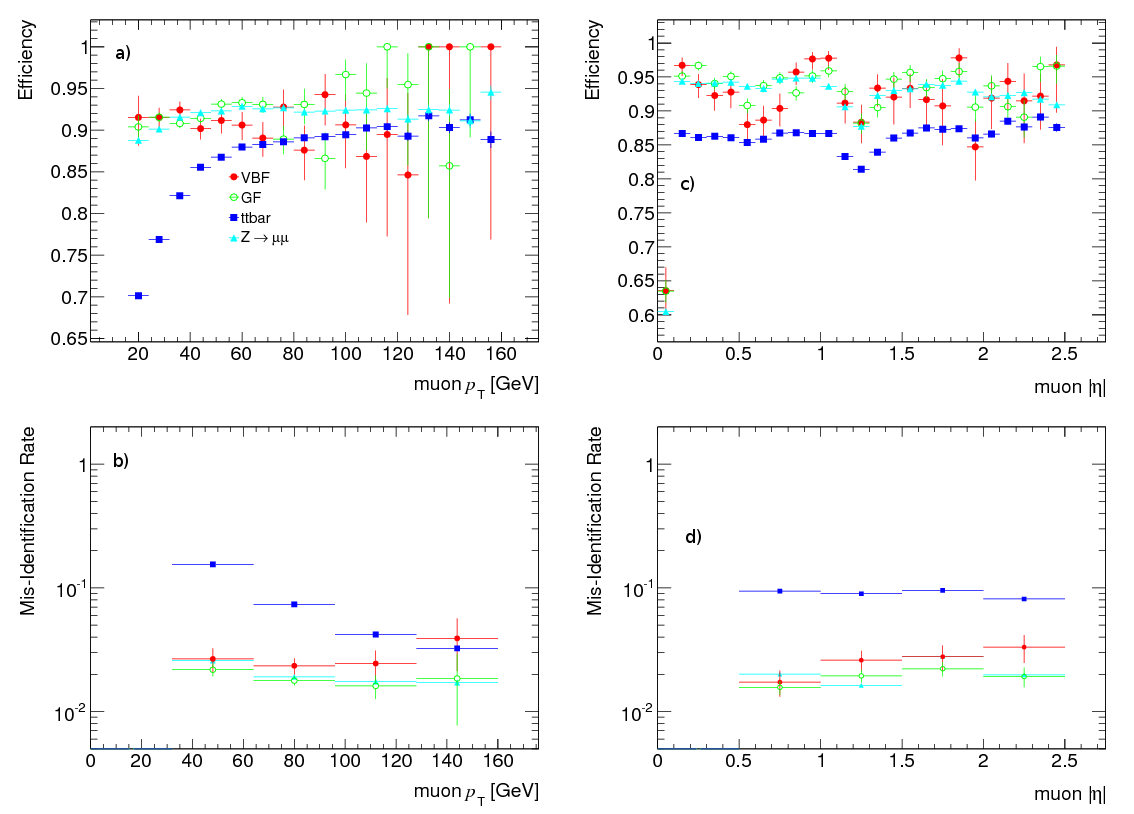 Efficiency
a)
1
0.95
0.9
0.85
0.8
0.75
0.7
0.65
VBF
GF
ttbar
Z → μμ
20 40 60 80 100 120 140 160
muon p_T [GeV]
Efficiency
c)
1
0.95
0.9
0.85
0.8
0.75
0.7
0.65
0.6
0 0.5 1 1.5 2 2.5
muon |η|
Mis-Identification Rate
b)
1
10⁻¹
10⁻²
0 20 40 60 80 100 120 140 160
muon p_T [GeV]
Mis-Identification Rate
d)
1
10⁻¹
10⁻²
0 0.5 1 1.5 2 2.5
muon |η|